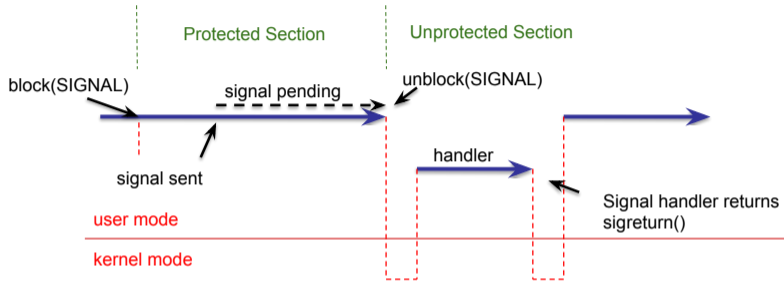 Protected Section
Unprotected Section
block(SIGNAL)
signal pending
unblock(SIGNAL)
signal sent
handler
Signal handler returns
sigreturn()
user mode
kernel mode